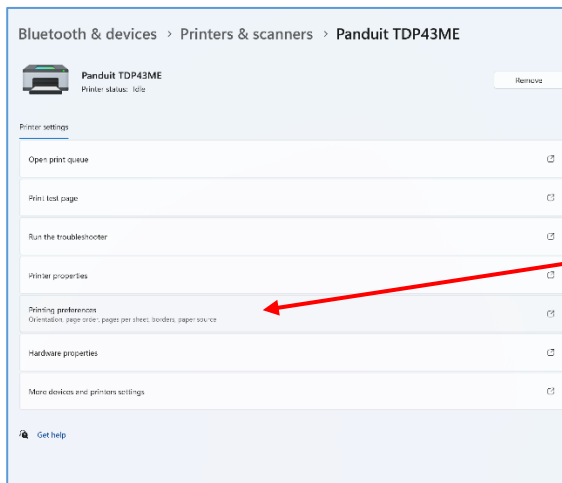 Bluetooth & devices > Printers & scanners > Panduit TDP43ME
Panduit TDP43ME
Printer status: Idle
Remove
Printer settings
Open print queue
Print test page
Run the troubleshooter
Printer properties
Printing preferences
Orientation, page order, pages per sheet, borders, paper source
Hardware properties
More devices and printers settings
Get help